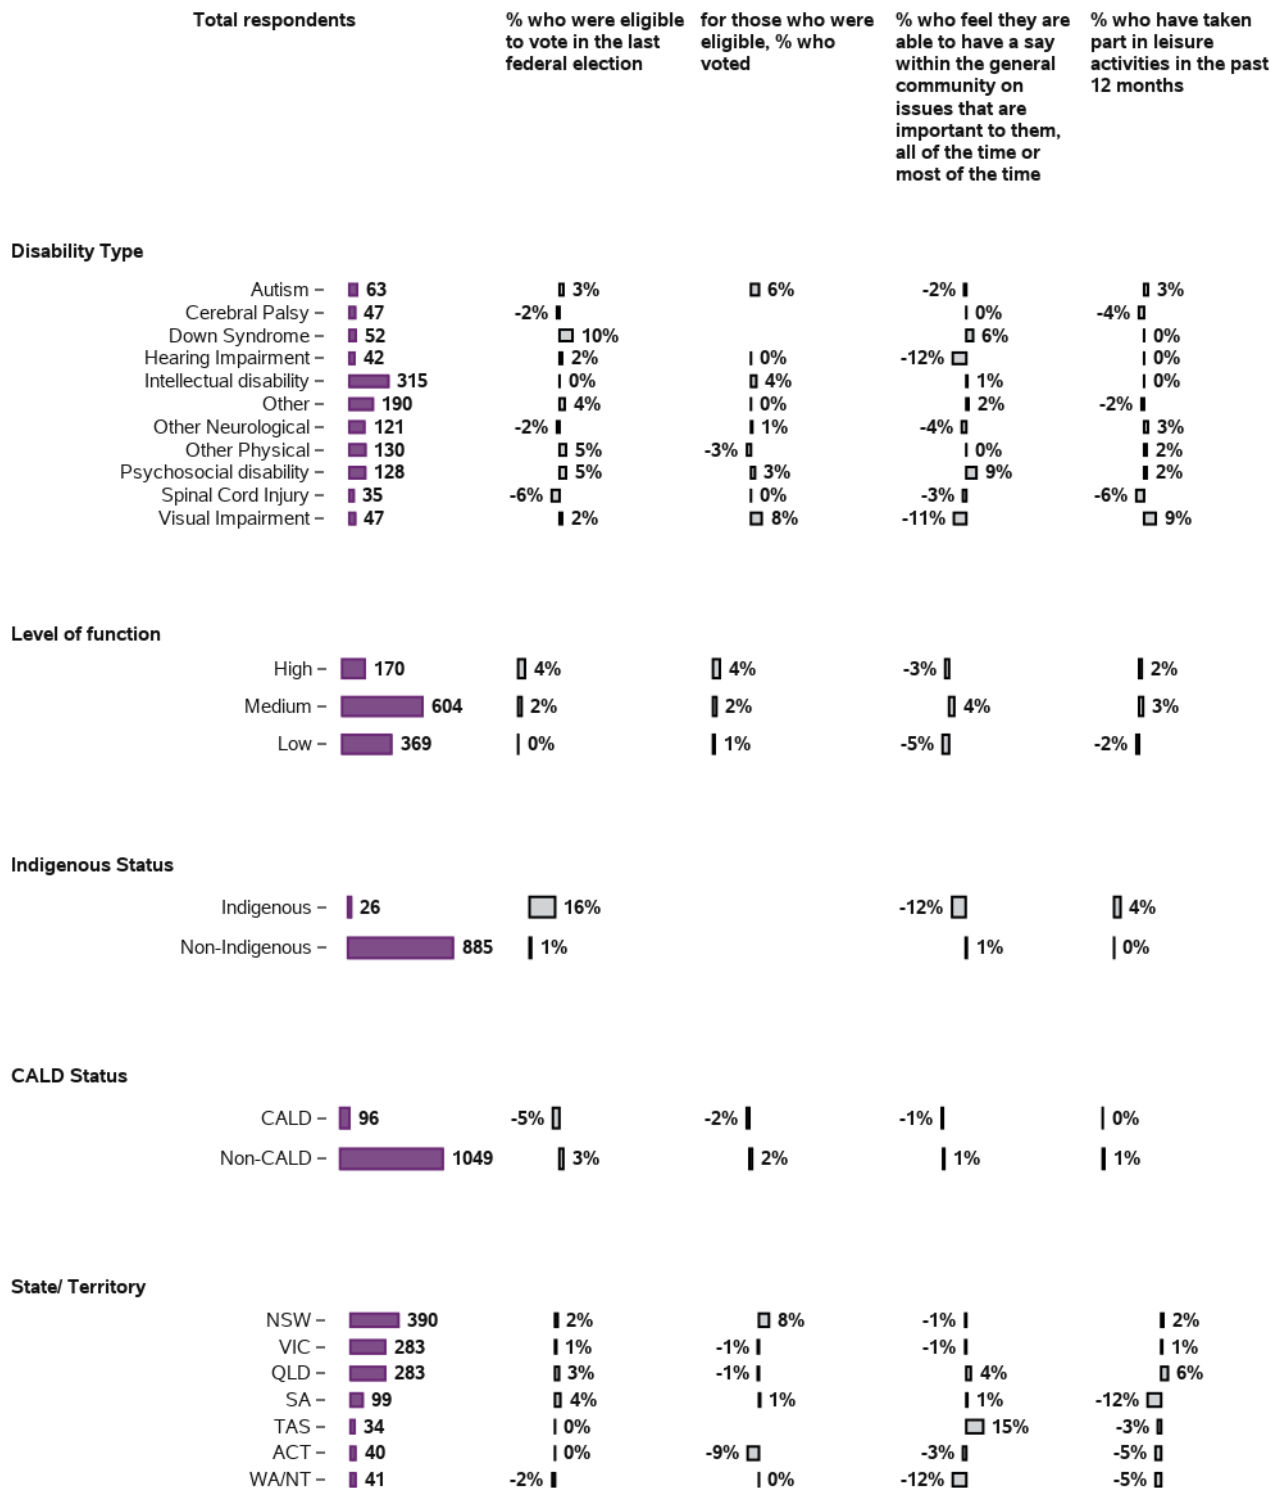 Total respondents
% who were eligible
to vote in the last
federal election
for those who were
eligible, % who
voted
% who feel they are
able to have a say
within the general
community on
issues that are
important to them,
all of the time or
most of the time
% who have taken
part in leisure
activities in the past
12 months
Disability Type
Autism 63 3% 6% -2% 3%
Cerebral Palsy 47 -2% 0% -4%
Down Syndrome 52 10% 6% 0%
Hearing Impairment 42 2% 0% -12% 0%
Intellectual disability 315 0% 4% 1% 0%
Other 190 4% 0% 2% -2%
Other Neurological 121 -2% 1% -4% 3%
Other Physical 130 5% -3% 0% 2%
Psychosocial disability 128 5% 3% 9% 2%
Spinal Cord Injury 35 -6% 0% -3% -6%
Visual Impairment 47 2% 8% -11% 9%
Level of function
High 170 4% 4% -3% 2%
Medium 604 2% 2% 4% 3%
Low 369 0% 1% -5% -2%
Indigenous Status
Indigenous 26 16% -12% 4%
Non-Indigenous 885 1% 1% 0%
CALD Status
CALD 96 -5% -2% -1% 0%
Non-CALD 1049 3% 2% 1% 1%
State/ Territory
NSW 390 2% 8% -1% 2%
VIC 283 1% -1% -1% 1%
QLD 283 3% -1% 4% 6%
SA 99 4% 1% 1% -12%
TAS 34 0% 15% -3%
ACT 40 0% -9% -3% -5%
WA/NT 41 -2% 0% -12% -5%